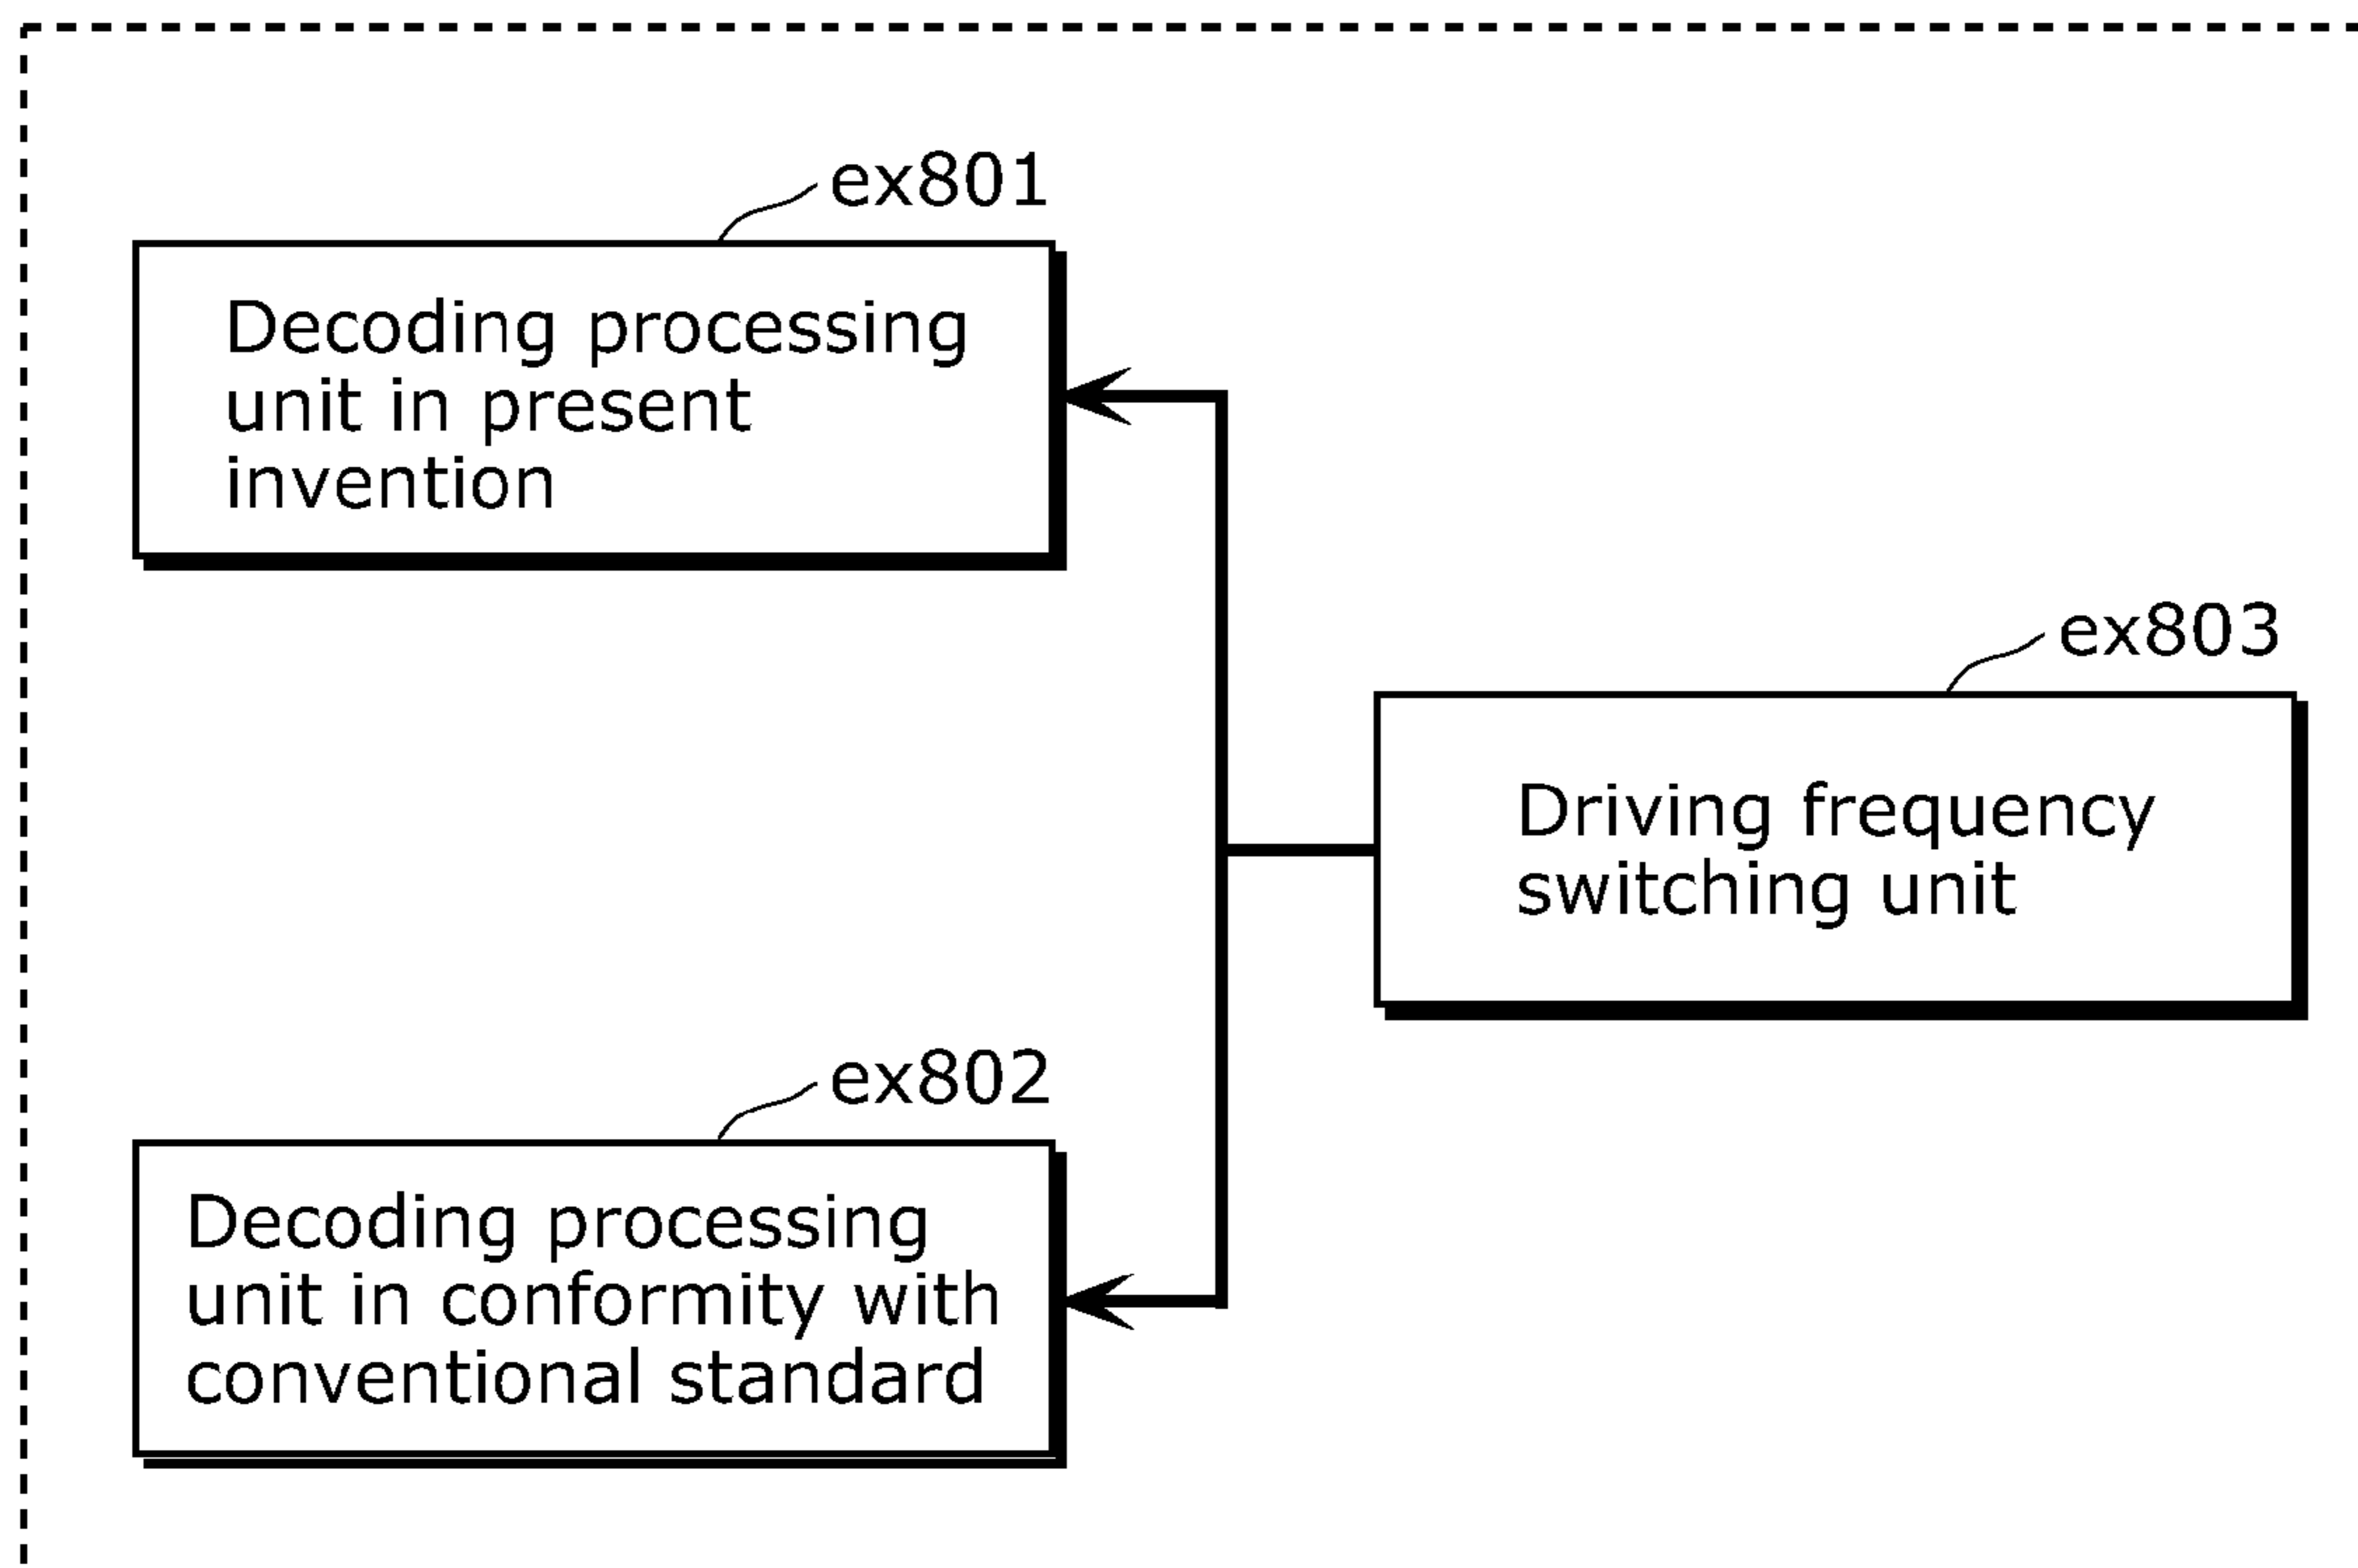 ex801
Decoding processing
unit in present
invention
ex803
Driving frequency
switching unit
ex802
Decoding processing
unit in conformity with
conventional standard